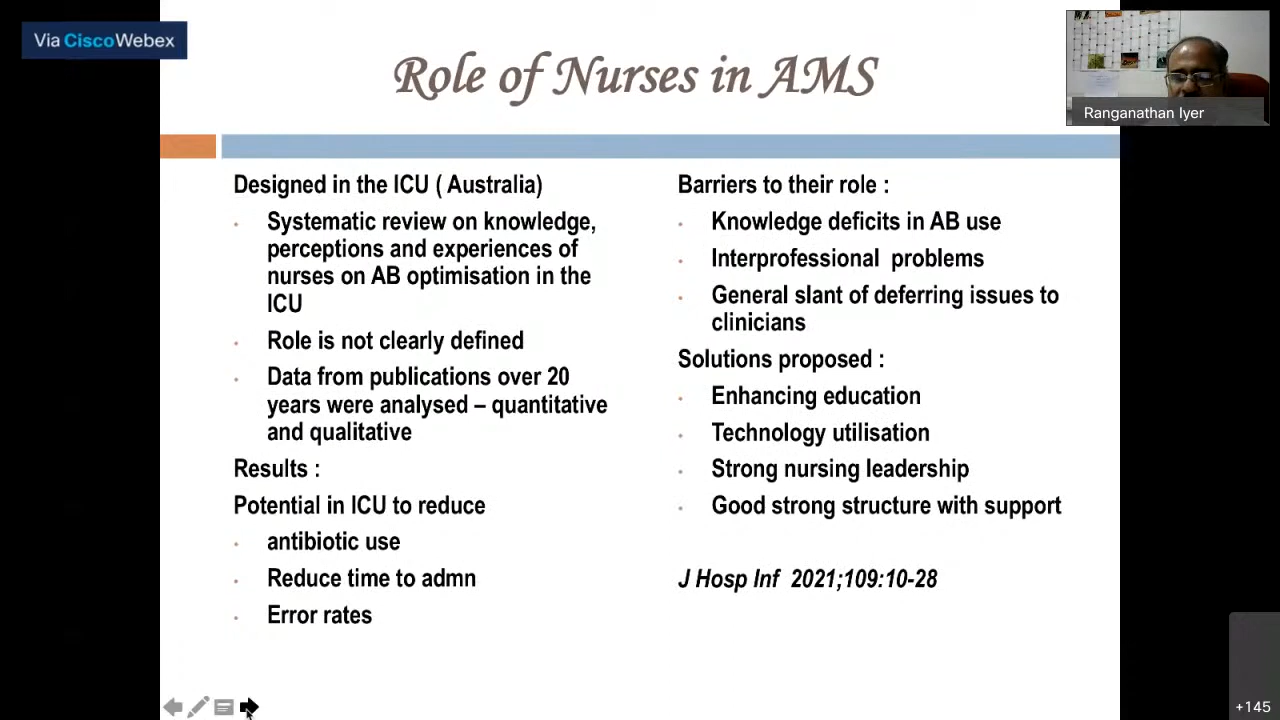 Via CiscoWebex
Role of Nurses in AMS
Ranganathan Iyer
Designed in the ICU ( Australia)
Systematic review on knowledge,
perceptions and experiences of
nurses on AB optimisation in the
ICU
Role is not clearly defined
Data from publications over 20
years were analysed – quantitative
and qualitative
Results :
Potential in ICU to reduce
antibiotic use
Reduce time to admn
Error rates
Barriers to their role :
Knowledge deficits in AB use
Interprofessional problems
General slant of deferring issues to
clinicians
Solutions proposed :
Enhancing education
Technology utilisation
Strong nursing leadership
Good strong structure with support
J Hosp Inf 2021;109:10-28
+145